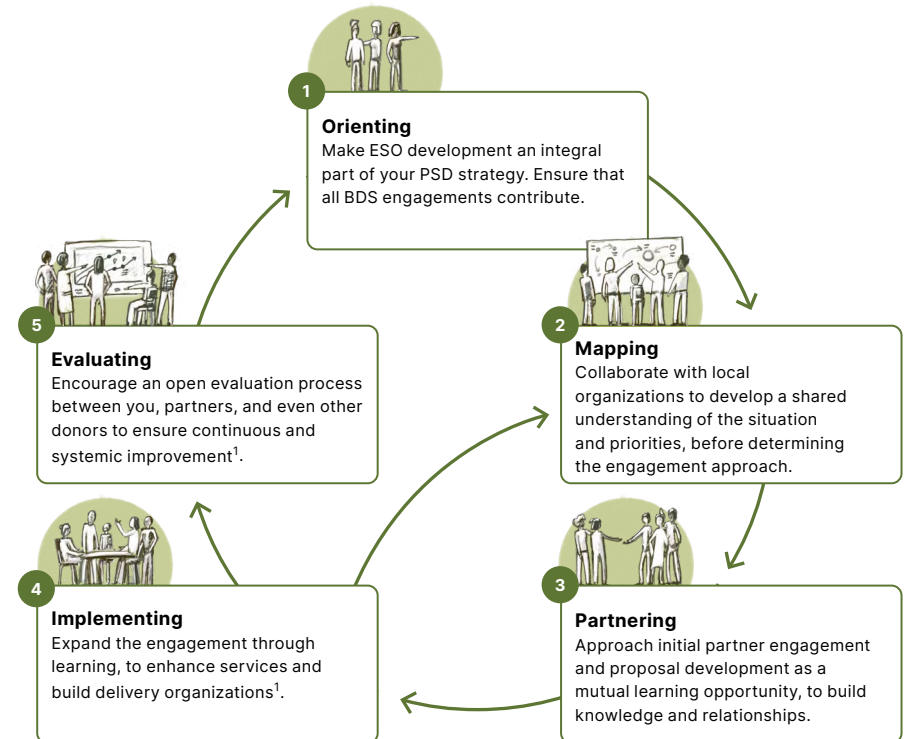 1
Orienting
Make ESO development an integral
part of your PSD strategy. Ensure that
all BDS engagements contribute.
2
Mapping
Collaborate with local
organizations to develop a shared
understanding of the situation
and priorities, before determining
the engagement approach.
3
Partnering
Approach initial partner engagement
and proposal development as a
mutual learning opportunity, to build
knowledge and relationships.
4
Implementing
Expand the engagement through
learning, to enhance services and
build delivery organizations¹.
5
Evaluating
Encourage an open evaluation process
between you, partners, and even other
donors to ensure continuous and
systemic improvement¹.